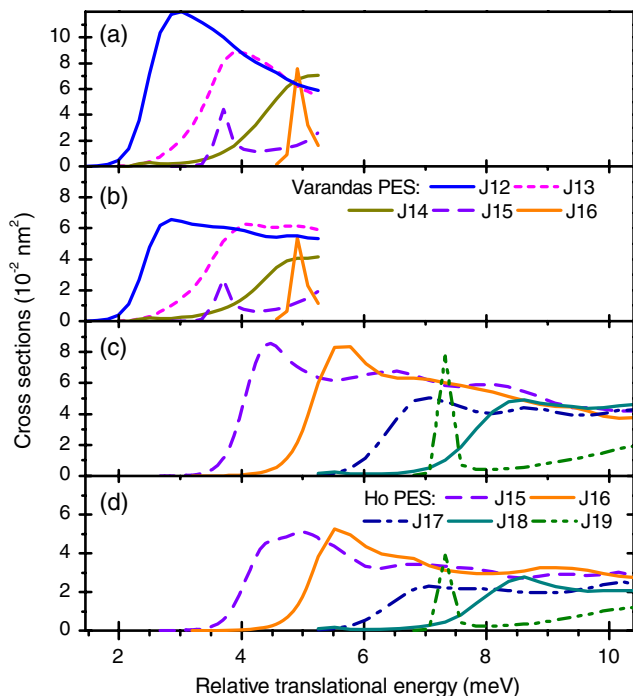 Cross sections (10⁻² nm²)
(a)
10
8
6
4
2
0
(b)
Varandas PES: J12 J13
J14 J15 J16
6
4
2
0
(c)
8
6
4
2
0
(d)
Ho PES: J15 J16
J17 J18 J19
6
4
2
0
2 4 6 8 10
Relative translational energy (meV)